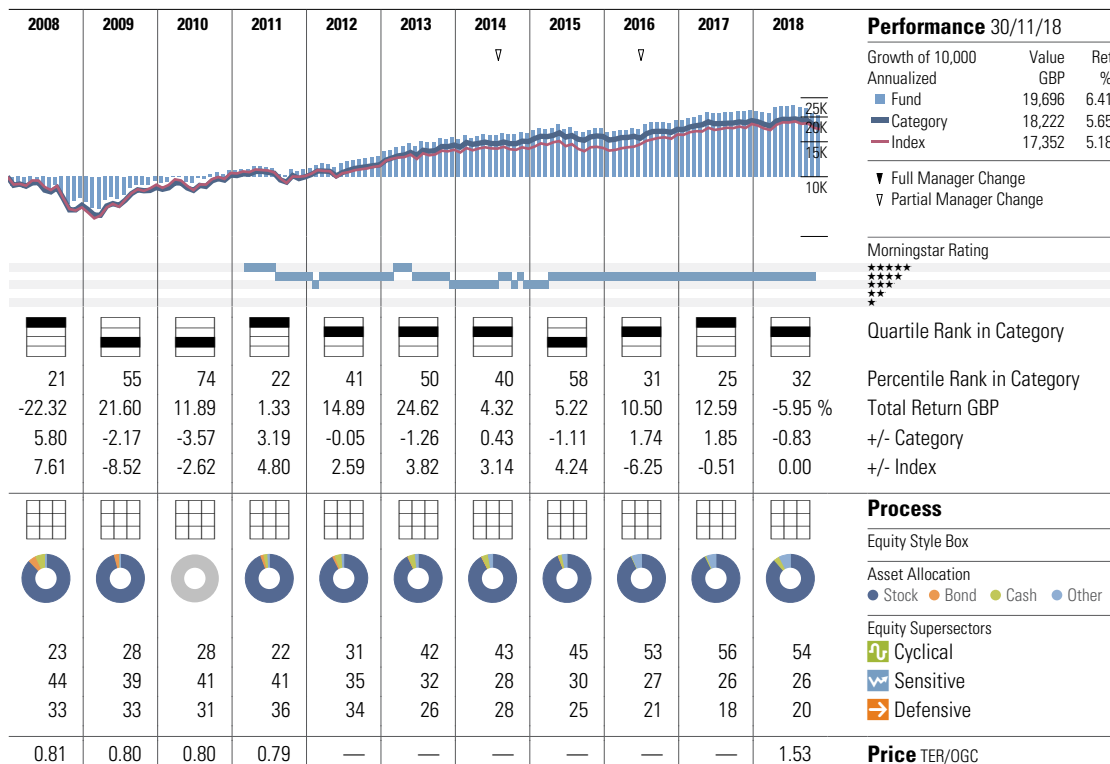 2008 2009 2010 2011 2012 2013 2014 2015 2016 2017 2018
Performance 30/11/18
Growth of 10,000 Value Ret
Annualized GBP %
Fund 19,696 6.41
Category 18,222 5.65
Index 17,352 5.18
25K
20K
15K
10K
Full Manager Change
Partial Manager Change
Morningstar Rating
★★★★★
★★★★
★★★
★★
★
Quartile Rank in Category
21 55 74 22 41 50 40 58 31 25 32 Percentile Rank in Category
-22.32 21.60 11.89 1.33 14.89 24.62 4.32 5.22 10.50 12.59 -5.95 % Total Return GBP
5.80 -2.17 -3.57 3.19 -0.05 -1.26 0.43 -1.11 1.74 1.85 -0.83 +/- Category
7.61 -8.52 -2.62 4.80 2.59 3.82 3.14 4.24 -6.25 -0.51 0.00 +/- Index
Process
Equity Style Box
Asset Allocation
Stock Bond Cash Other
Equity Supersectors
23 28 28 22 31 42 43 45 53 56 54 Cyclical
44 39 41 41 35 32 28 30 27 26 26 Sensitive
33 33 31 36 34 26 28 25 21 18 20 Defensive
0.81 0.80 0.80 0.79 — — — — — — 1.53 Price TER/OGC